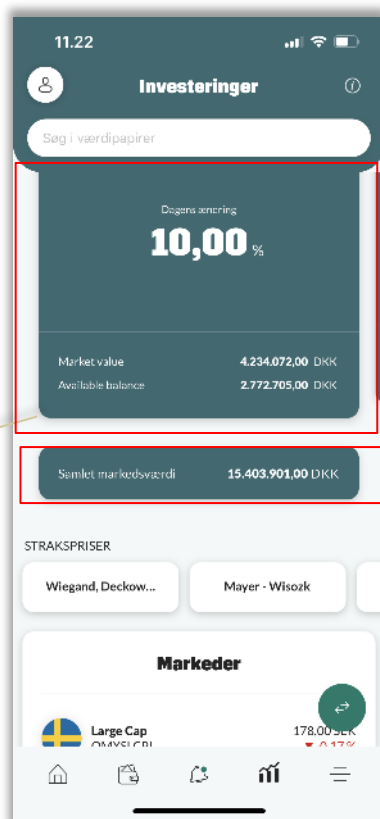 11.22
Investeringer
Søg i værdipapirer
Dagens ændring
10,00 %
Market value 4.234.072,00 DKK
Available balance 2.772.705,00 DKK
Samlet markedsværdi 15.403.901,00 DKK
STRAKSPRISER
Wiegand, Deckow...
Mayer - Wisozk
Markeder
Large Cap 178.00 SEK
▼ 0.17 %